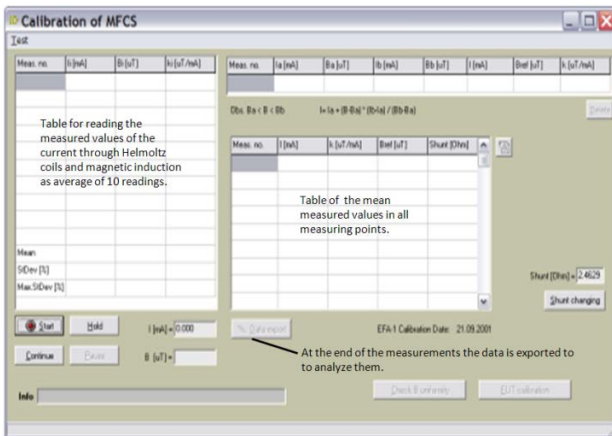 Calibration of MFCS
Test
Meas. no. Ii [mA] Bi [uT] ki [uT/mA]
Meas. no. Ia [mA] Ba [uT] Ib [mA] Bb [uT] I [mA] Bref [uT] k [uT/mA]
Obs. Ba < B < Bb I= Ia + (B-Ba) * (Ib-Ia) / (Bb-Ba) Delete
Table for reading the
measured values of the
current through Helmoltz
coils and magnetic induction
as average of 10 readings.
Meas. no. I [mA] k [uT/mA] Bref [uT] Shunt [Ohm]
Table of the mean
measured values in all
measuring points.
Mean
StDev [%]
Max.StDev [%]
Shunt [Ohm] = 2.4629
Shunt changing
Start Hold I [mA] = 0.000
Data export EFA-1 Calibration Date: 21.09.2001
Continue Pause B [uT] =
At the end of the measurements the data is exported to
to analyze them.
Info
Check B uniformity EUT calibration